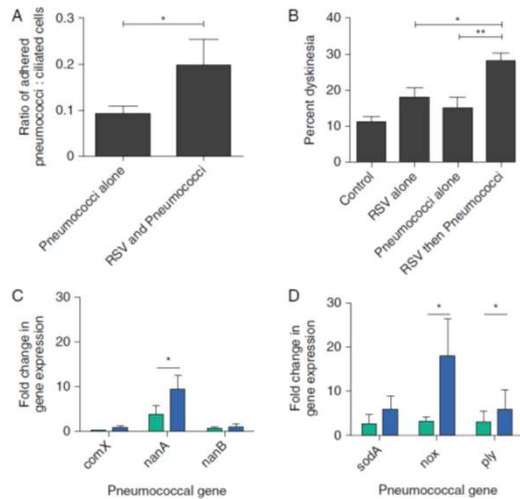 A
Ratio of adhered
pneumococci : ciliated cells
0.3
0.2
0.1
0
*
Pneumococci alone
RSV and Pneumococci
B
Percent dyskinesia
40
30
20
10
0
*
**
Control
RSV alone
Pneumococci alone
RSV then Pneumococci
C
Fold change in
gene expression
30
20
10
0
*
comX
nanA
nanB
Pneumococcal gene
D
Fold change in
gene expression
30
20
10
0
*
*
sodA
nox
ply
Pneumococcal gene